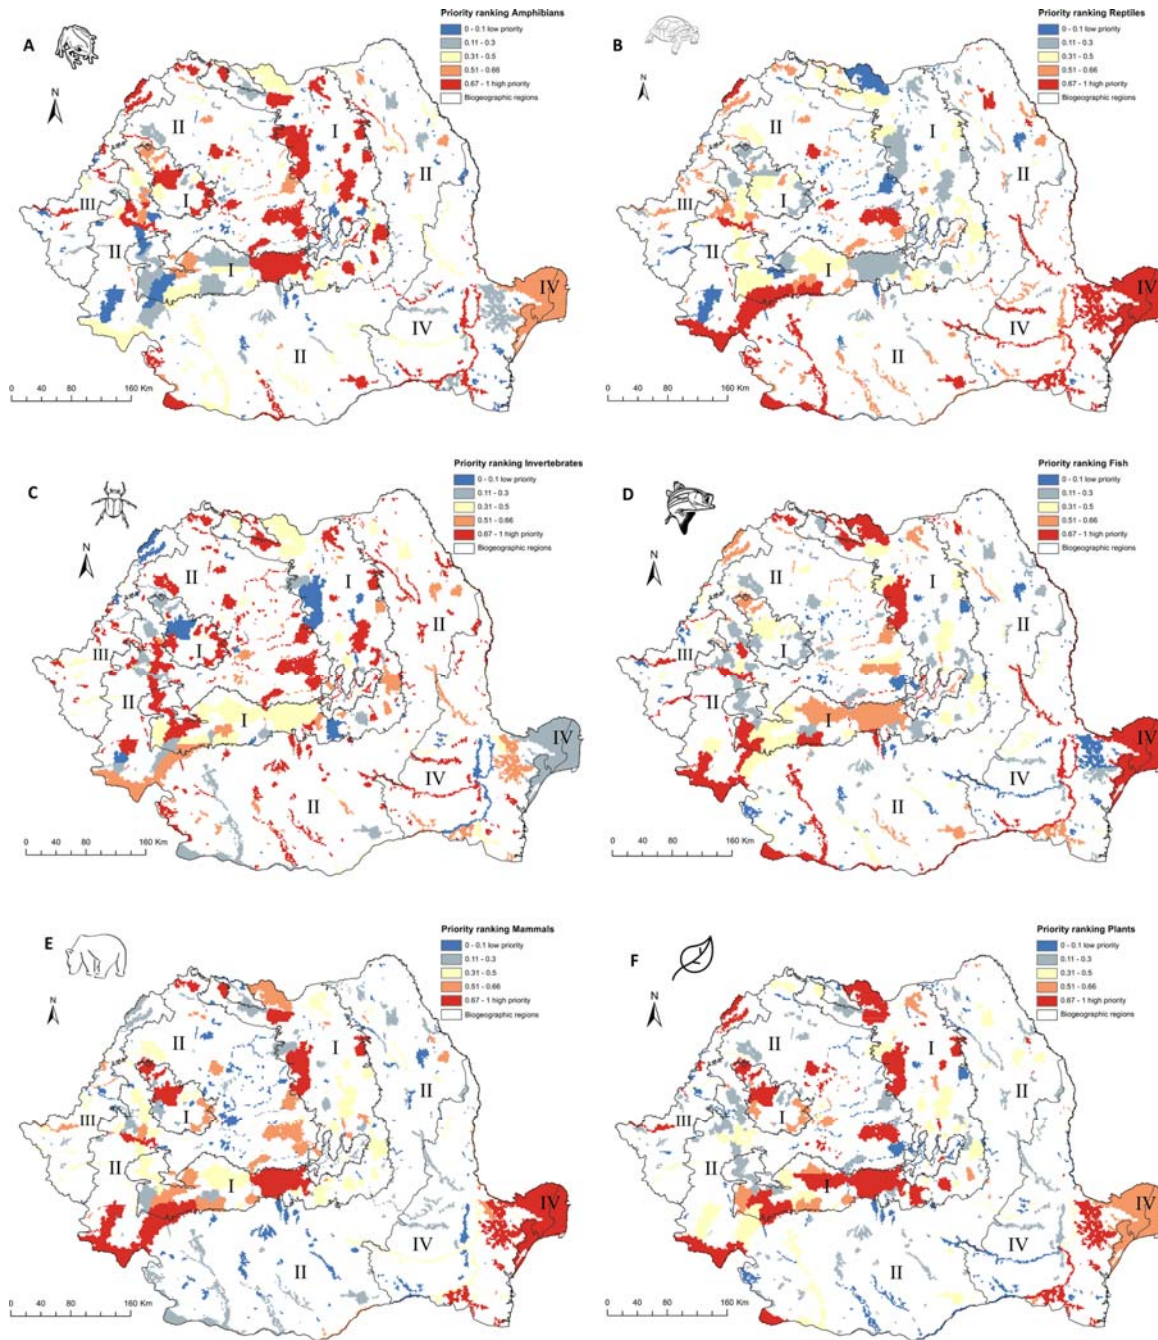 A
Priority ranking Amphibians
0 - 0.1 low priority
0.11 - 0.3
0.31 - 0.5
0.51 - 0.66
0.67 - 1 high priority
Biogeographic regions
N
II
I
II
I
III
II
I
IV
IV
II
0 40 80 160 Km
B
Priority ranking Reptiles
0 - 0.1 low priority
0.11 - 0.3
0.31 - 0.5
0.51 - 0.66
0.67 - 1 high priority
Biogeographic regions
N
II
I
II
I
III
II
I
IV
IV
II
0 40 80 160 Km
C
Priority ranking Invertebrates
0 - 0.1 low priority
0.11 - 0.3
0.31 - 0.5
0.51 - 0.66
0.67 - 1 high priority
Biogeographic regions
N
II
I
II
I
III
II
I
IV
IV
II
0 40 80 160 Km
D
Priority ranking Fish
0 - 0.1 low priority
0.11 - 0.3
0.31 - 0.5
0.51 - 0.66
0.67 - 1 high priority
Biogeographic regions
N
II
I
II
I
III
II
I
IV
IV
II
0 40 80 160 Km
E
Priority ranking Mammals
0 - 0.1 low priority
0.11 - 0.3
0.31 - 0.5
0.51 - 0.66
0.67 - 1 high priority
Biogeographic regions
N
II
I
II
I
III
II
I
IV
IV
II
0 40 80 160 Km
F
Priority ranking Plants
0 - 0.1 low priority
0.11 - 0.3
0.31 - 0.5
0.51 - 0.66
0.67 - 1 high priority
Biogeographic regions
N
II
I
II
I
III
II
I
IV
IV
II
0 40 80 160 Km